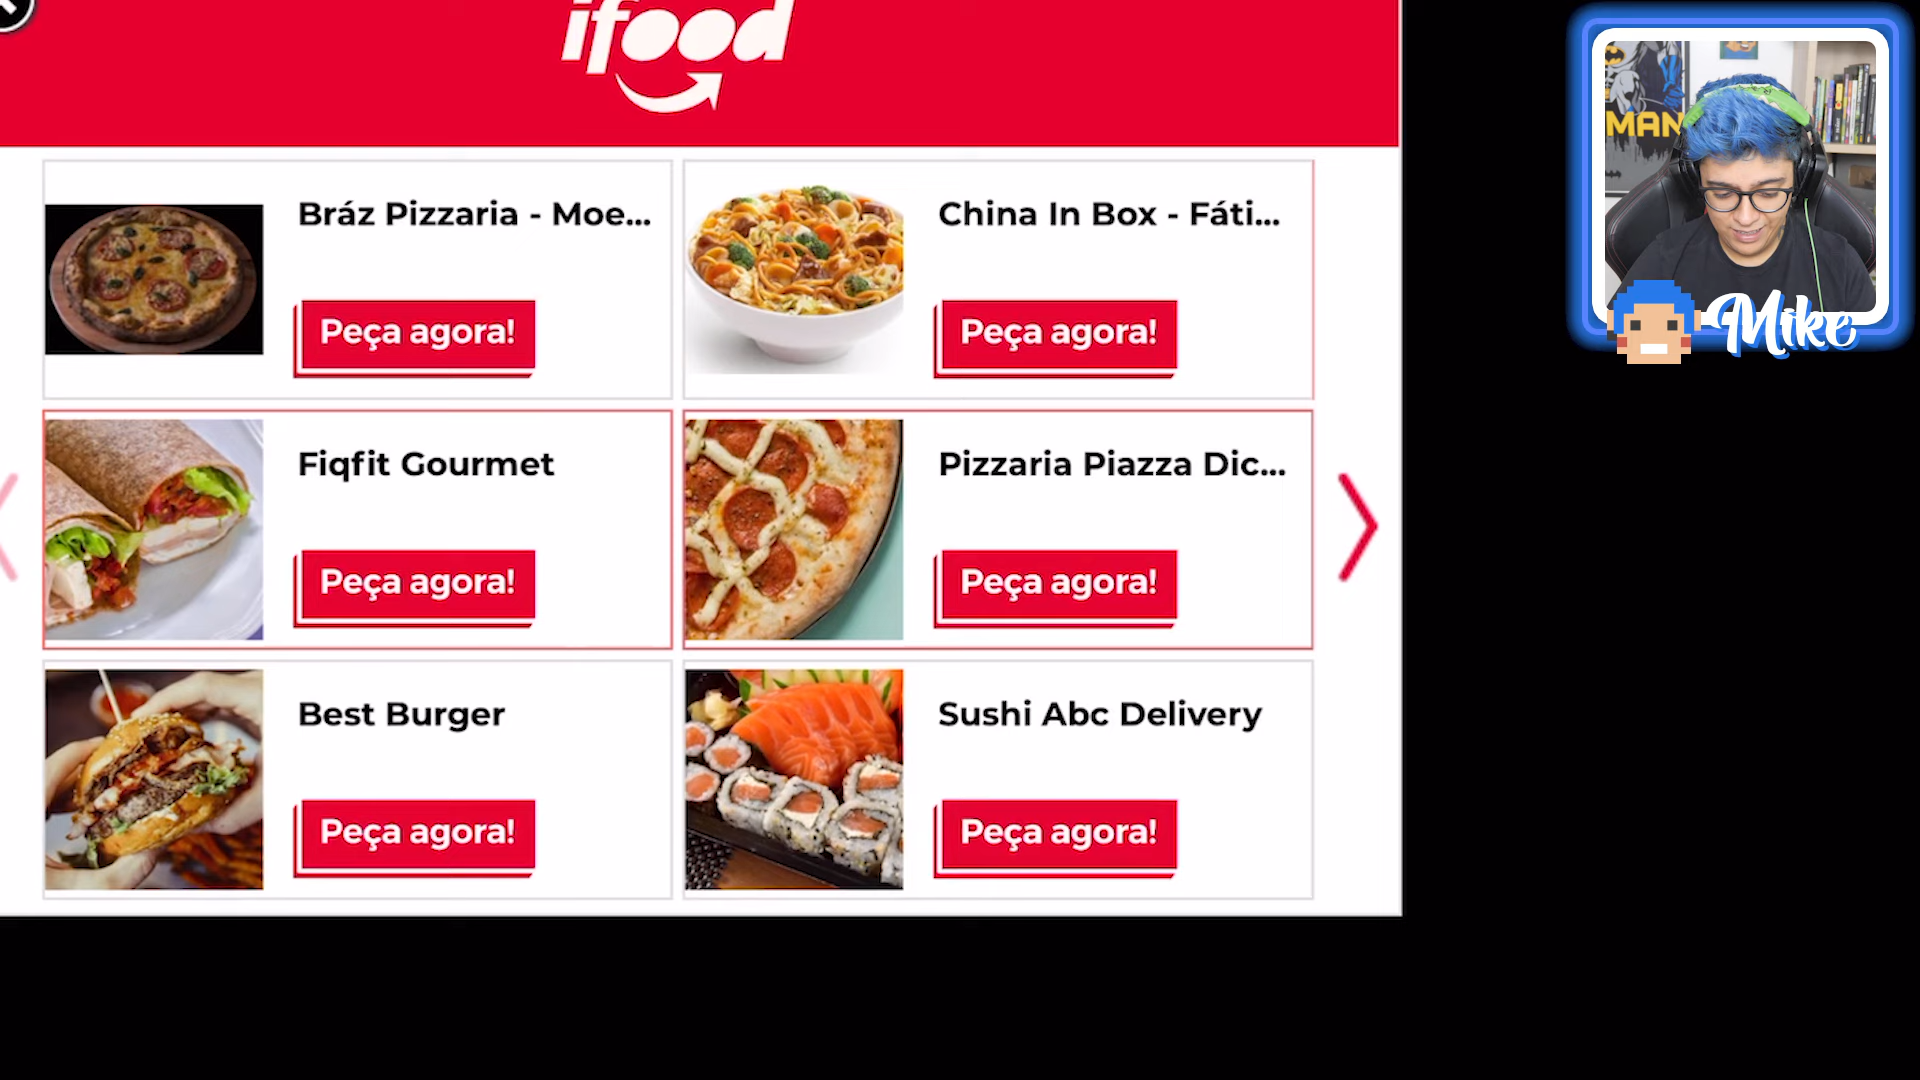 ifood
Bráz Pizzaria - Moe...
Peça agora!
China In Box - Fáti...
Peça agora!
Fiqfit Gourmet
Peça agora!
Pizzaria Piazza Dic...
Peça agora!
Best Burger
Peça agora!
Sushi Abc Delivery
Peça agora!
MAN
Mike